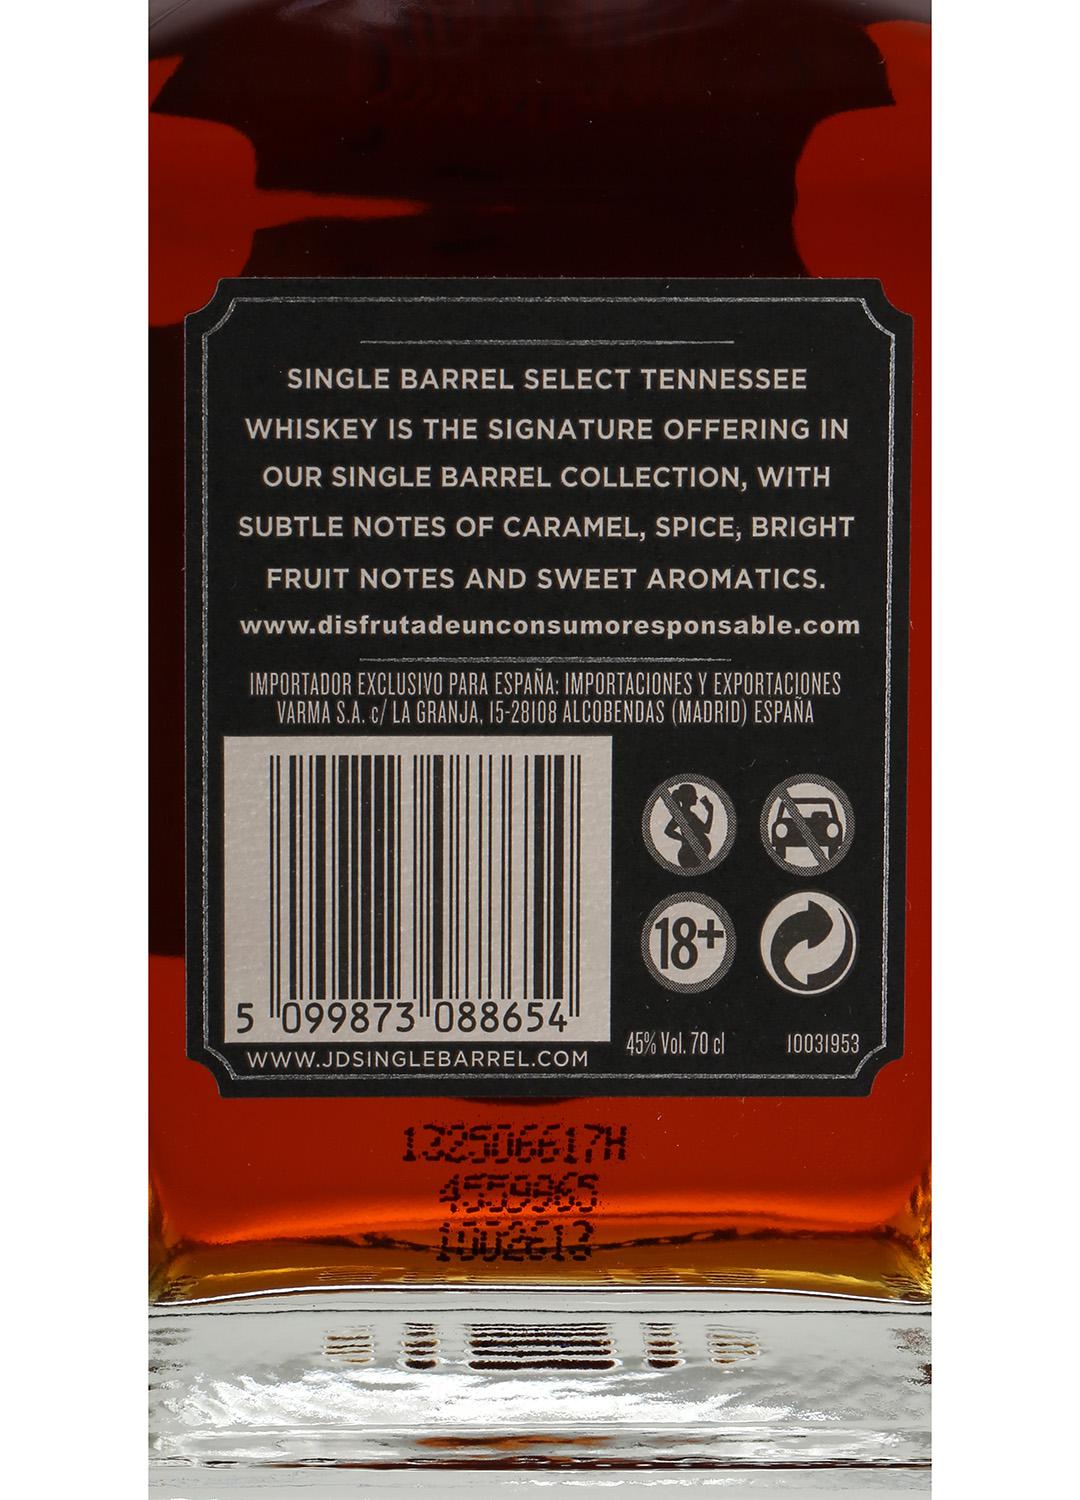 SINGLE BARREL SELECT TENNESSEE
WHISKEY IS THE SIGNATURE OFFERING IN
OUR SINGLE BARREL COLLECTION, WITH
SUBTLE NOTES OF CARAMEL, SPICE, BRIGHT
FRUIT NOTES AND SWEET AROMATICS.
www.disfrutadeunconsumoresponsable.com
IMPORTADOR EXCLUSIVO PARA ESPAÑA: IMPORTACIONES Y EXPORTACIONES
VARMA S.A. c/ LA GRANJA, 15-28108 ALCOBENDAS (MADRID) ESPAÑA
18+
5 099873 088654
45% Vol. 70 cl 10031953
WWW.JDSINGLEBARREL.COM